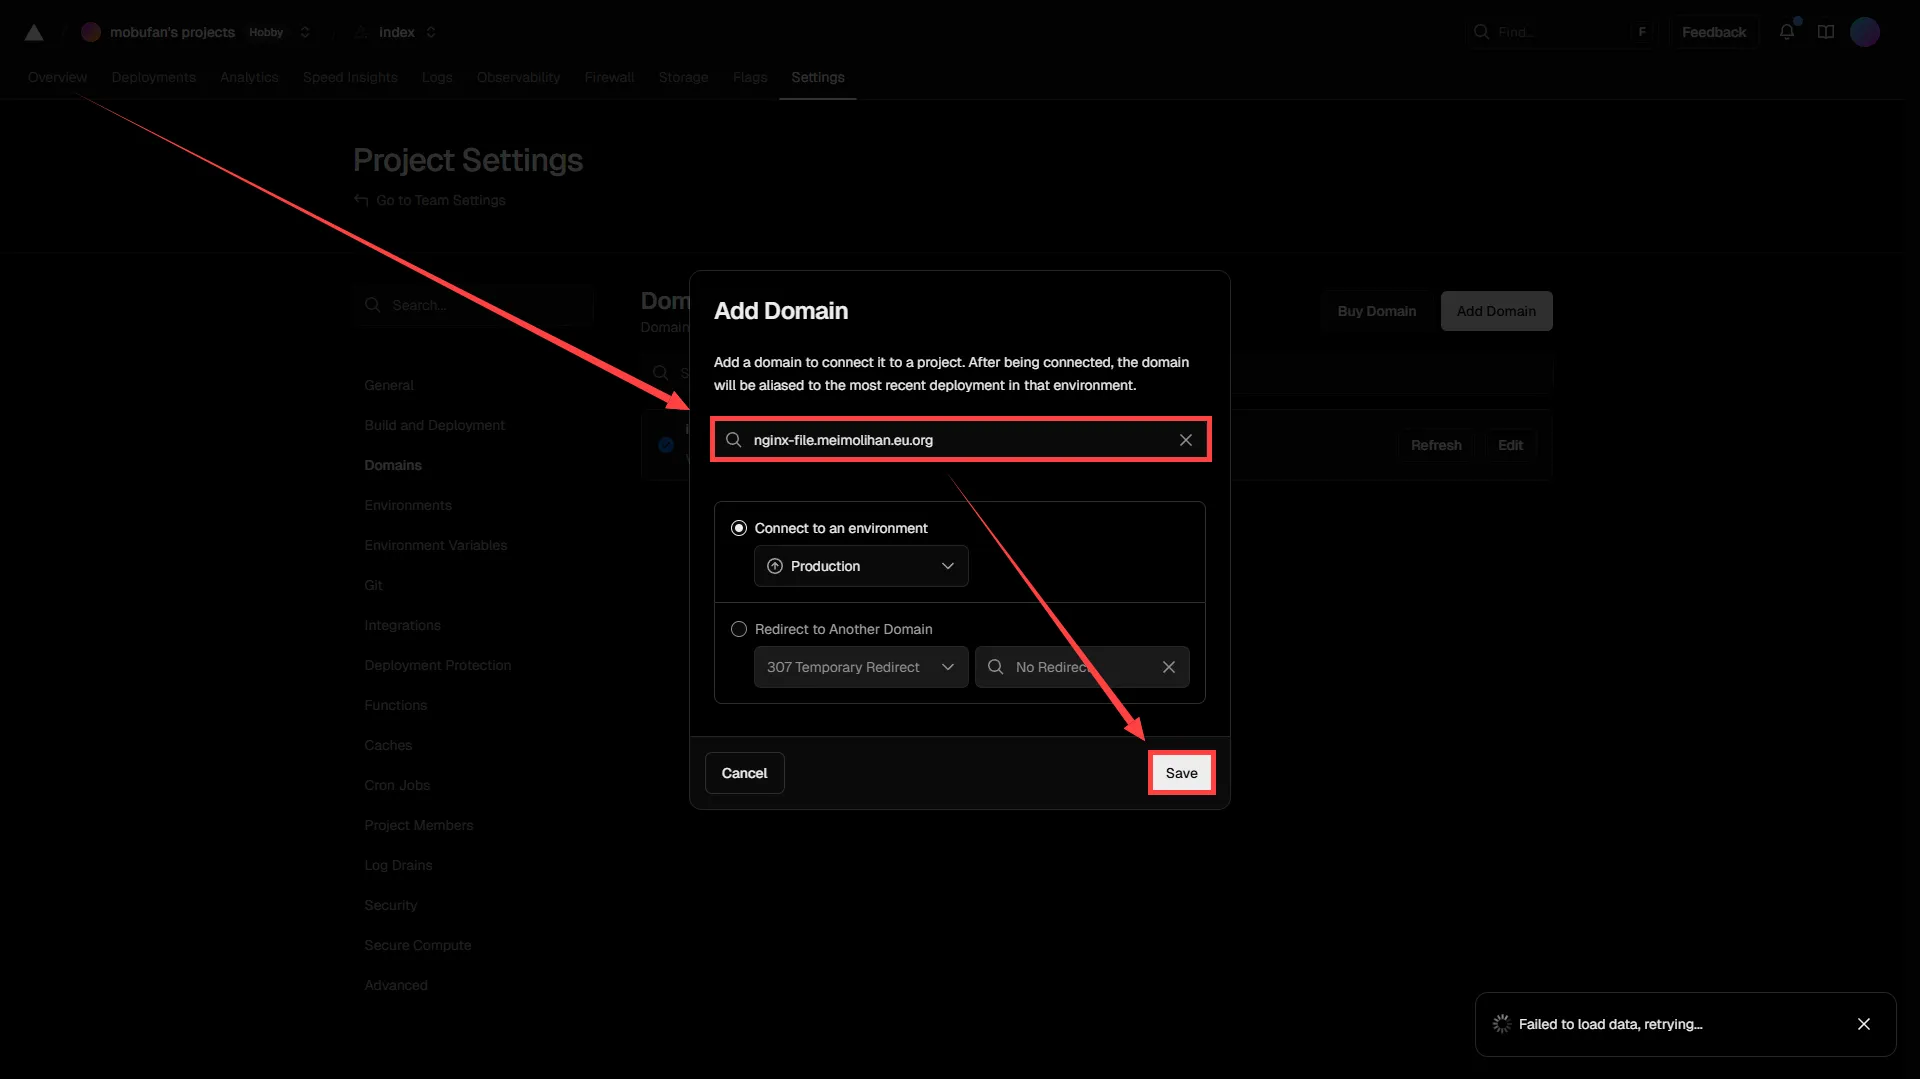 mobufan's projects Hobby Index Find... F Feedback
Overview Deployments Analytics Speed Insights Logs Observability Firewall Storage Flags Settings
Project Settings
Go to Team Settings
Search...
General
Build and Deployment
Domains
Environments
Environment Variables
Git
Integrations
Deployment Protection
Functions
Caches
Cron Jobs
Project Members
Log Drains
Security
Secure Compute
Advanced
Buy Domain Add Domain
Refresh Edit
Add Domain
Add a domain to connect it to a project. After being connected, the domain
will be aliased to the most recent deployment in that environment.
nginx-file.meimolihan.eu.org
Connect to an environment
Production
Redirect to Another Domain
307 Temporary Redirect No Redirec
Cancel Save
Failed to load data, retrying...